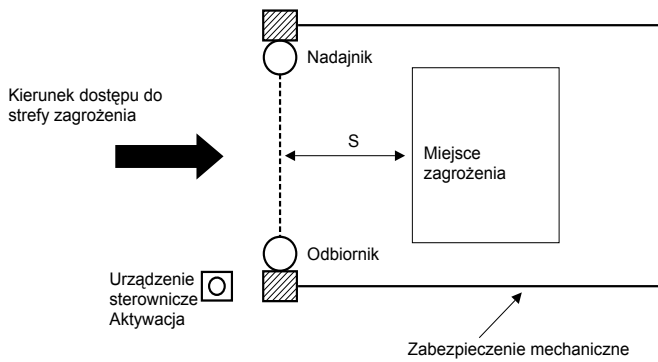 Nadajnik
Kierunek dostępu do
strefy zagrożenia
S
Miejsce
zagrożenia
Odbiornik
Urządzenie
sterownicze
Aktywacja
Zabezpieczenie mechaniczne